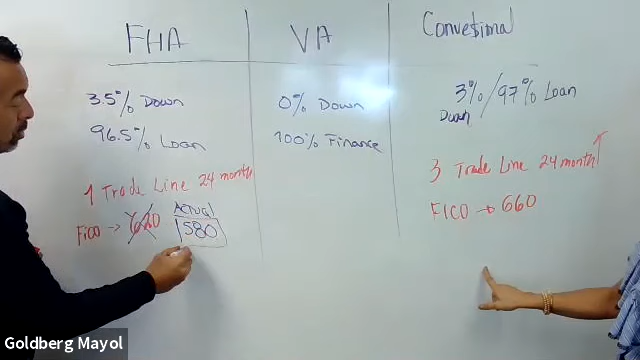 FHA
3.5% Down
96.5% Loan
1 Trade Line 24 month
FICO → 620 ACTUAL 580
VA
0% Down
100% Finance
Conventional
3% / 97% Loan
Down
3 Trade Line 24 month
FICO → 660
Goldberg Mayol